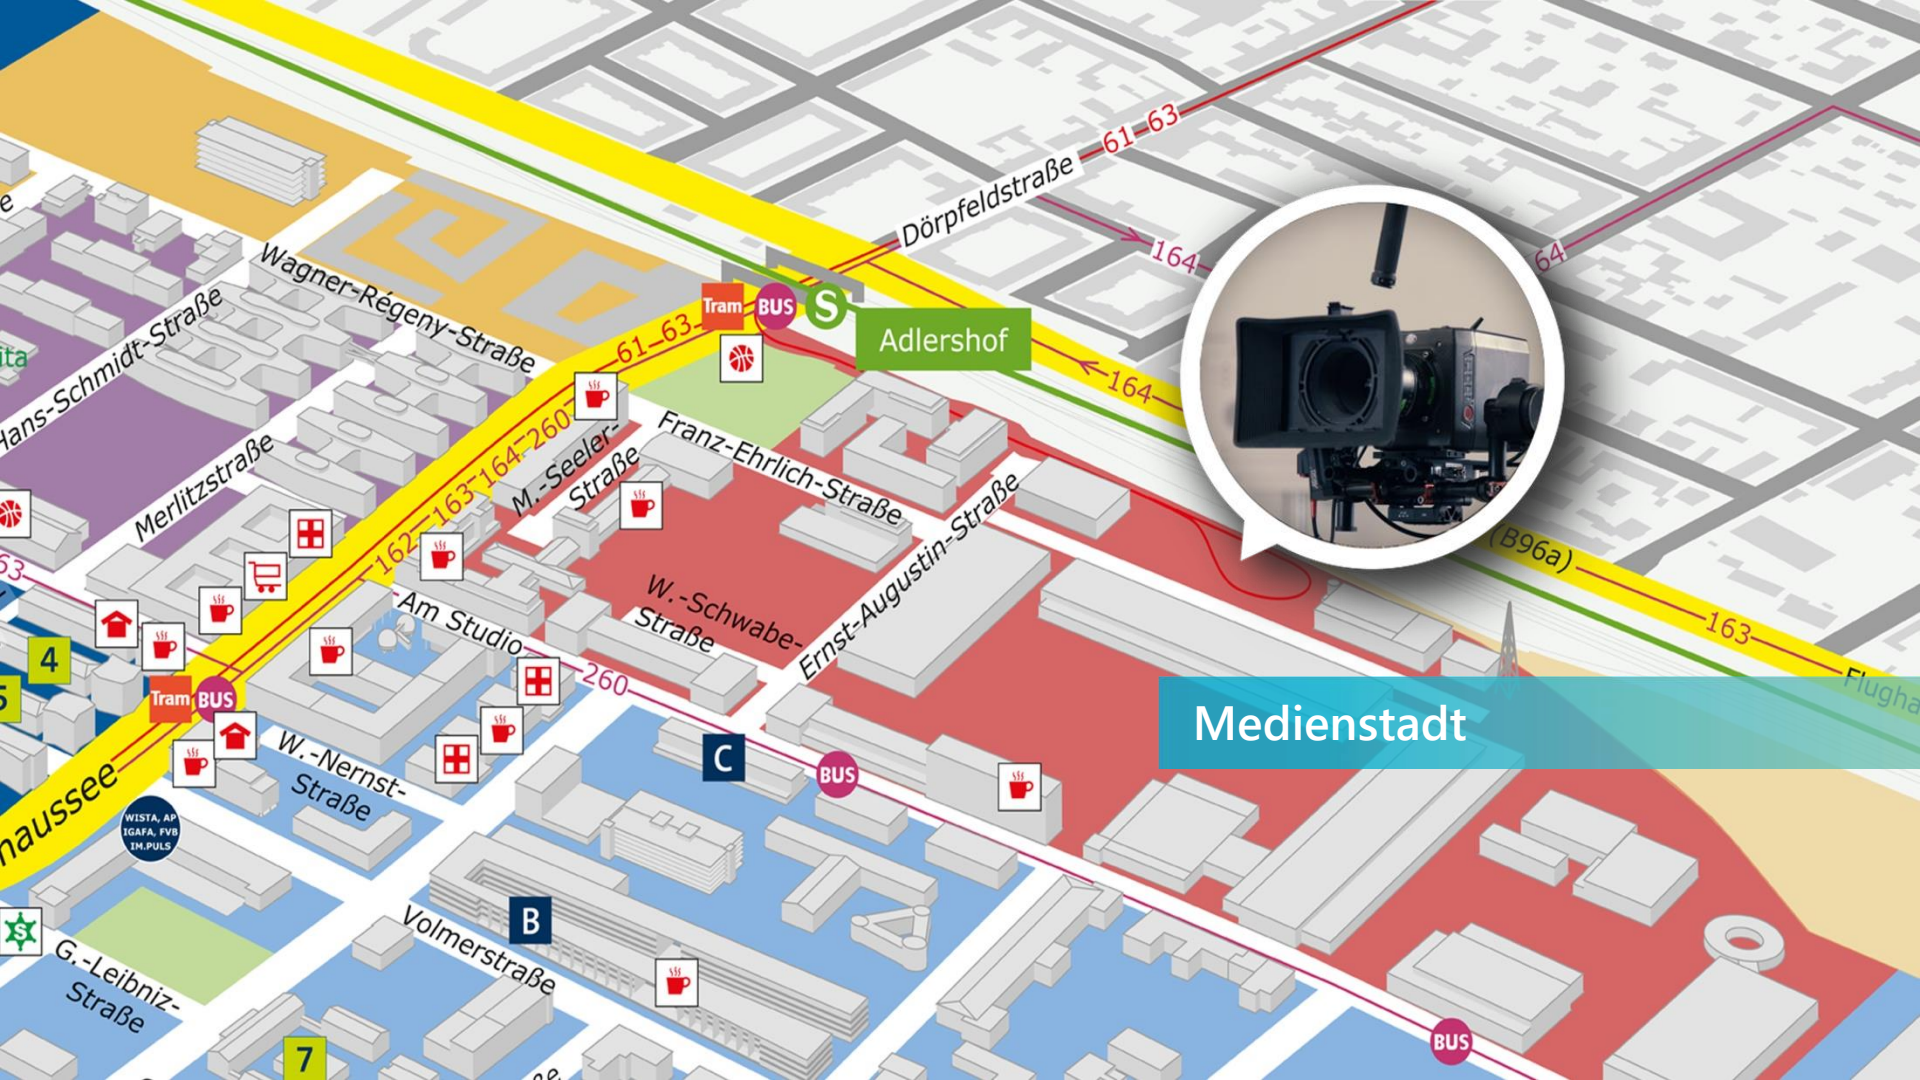 61–63
Dörpfeldstraße
164
64
Wagner-Régeny-Straße
Tram
BUS
S
Adlershof
61–63
Hans-Schmidt-Straße
164
Franz-Ehrlich-Straße
M.-Seeler-
Straße
Merlitzstraße
162–163–164–260
Ernst-Augustin-Straße
(B96a)
63
W.-Schwabe-
Straße
Am Studio
163
260
4
5
Tram
BUS
Medienstadt
W.-Nernst-
Straße
C
BUS
WISTA, AP
IGAFA, FVB
IM.PULS
B
Volmerstraße
S
G.-Leibniz-
Straße
7
BUS